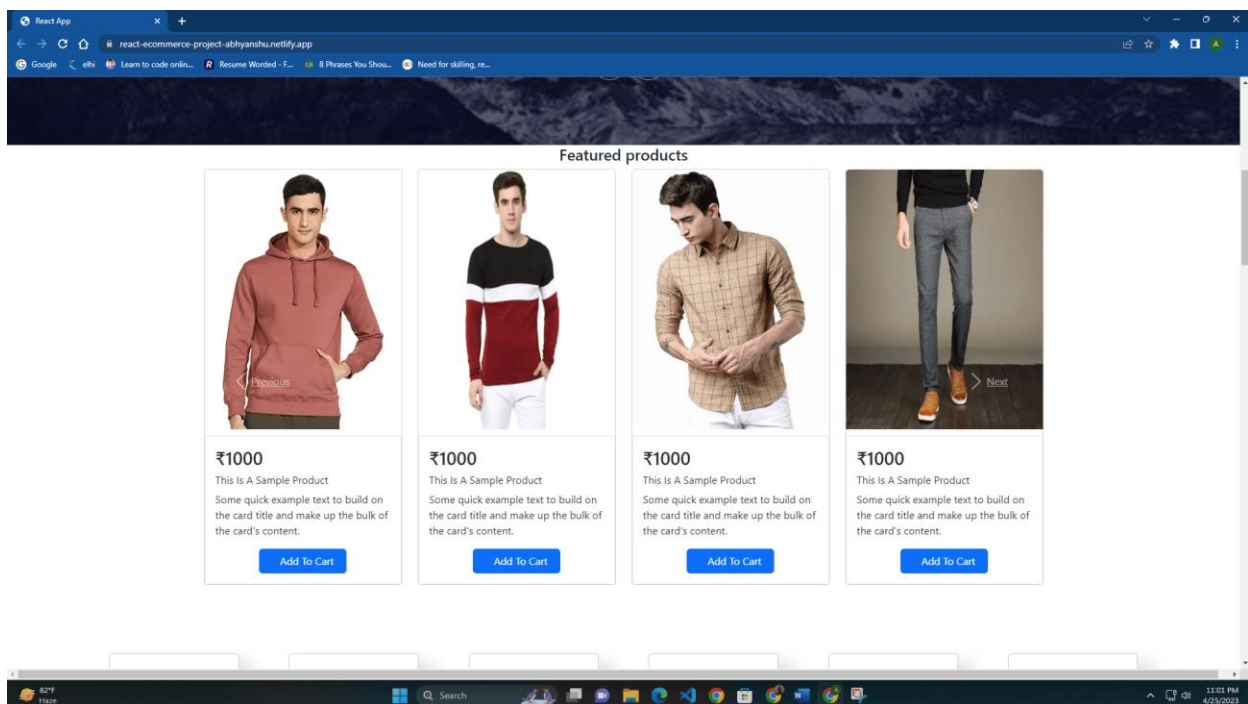 React App
react-ecommerce-project-abhyanshu.netlify.app
A
Google
elhi
Learn to code onlin...
Resume Worded - F...
8 Phrases You Shou...
Need for skilling, re...
Featured products
Previous
Next
₹1000
This Is A Sample Product
Some quick example text to build on
the card title and make up the bulk of
the card's content.
Add To Cart
₹1000
This Is A Sample Product
Some quick example text to build on
the card title and make up the bulk of
the card's content.
Add To Cart
₹1000
This Is A Sample Product
Some quick example text to build on
the card title and make up the bulk of
the card's content.
Add To Cart
₹1000
This Is A Sample Product
Some quick example text to build on
the card title and make up the bulk of
the card's content.
Add To Cart
82°F
Haze
Search
11:01 PM
4/25/2023